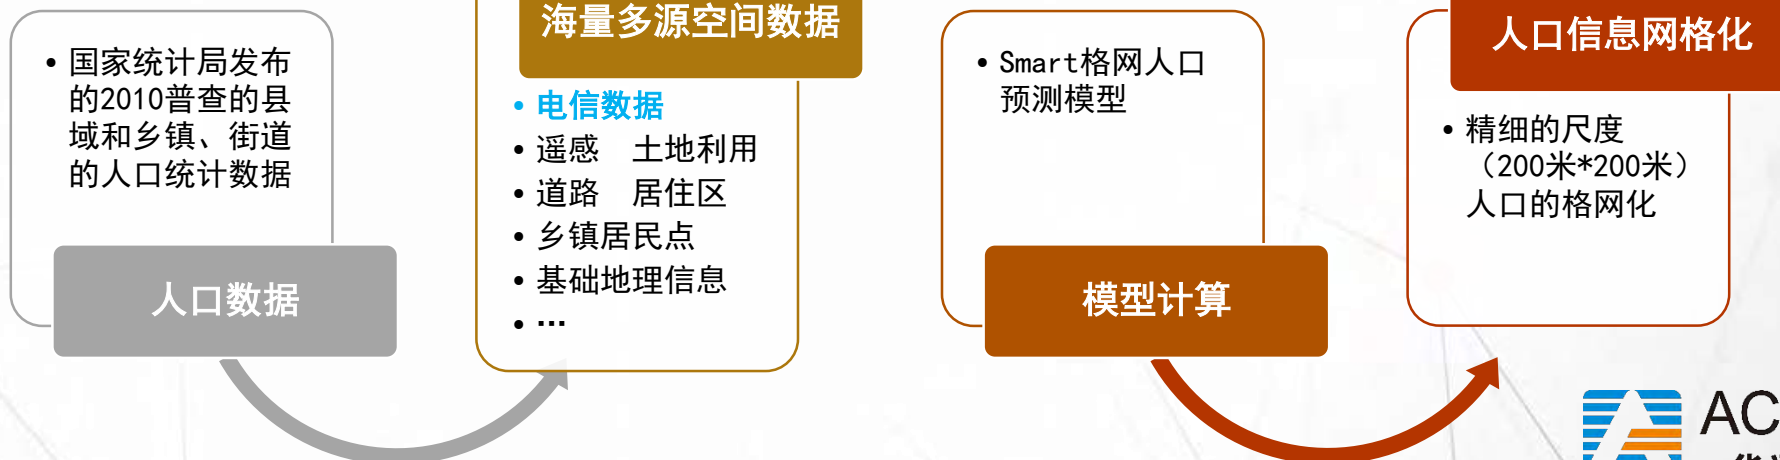 • 国家统计局发布
的2010普查的县
域和乡镇、街道
的人口统计数据
人口数据
海量多源空间数据
• 电信数据
• 遥感　土地利用
• 道路　居住区
• 乡镇居民点
• 基础地理信息
• …
• Smart格网人口
预测模型
模型计算
人口信息网格化
• 精细的尺度
（200米*200米）
人口的格网化
AC